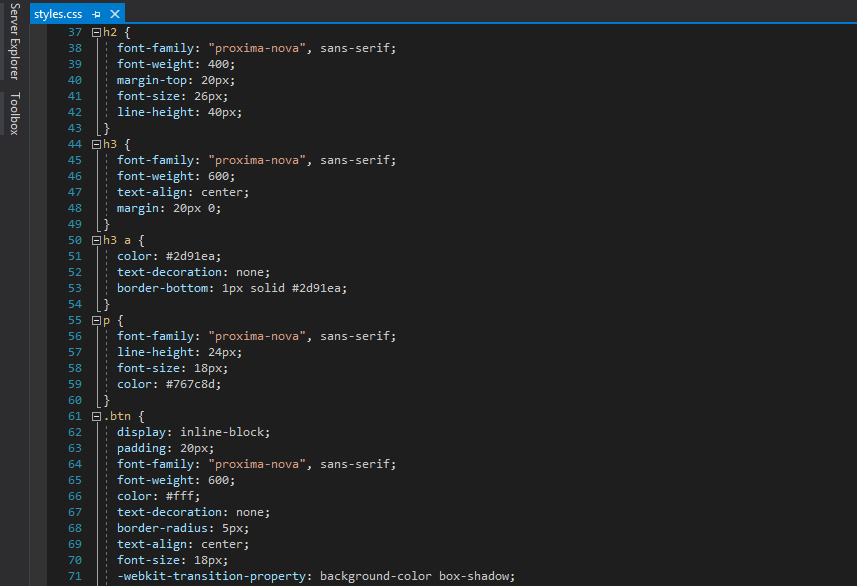 Server Explorer
Toolbox
styles.css
37 h2 {
38 font-family: "proxima-nova", sans-serif;
39 font-weight: 400;
40 margin-top: 20px;
41 font-size: 26px;
42 line-height: 40px;
43 }
44 h3 {
45 font-family: "proxima-nova", sans-serif;
46 font-weight: 600;
47 text-align: center;
48 margin: 20px 0;
49 }
50 h3 a {
51 color: #2d91ea;
52 text-decoration: none;
53 border-bottom: 1px solid #2d91ea;
54 }
55 p {
56 font-family: "proxima-nova", sans-serif;
57 line-height: 24px;
58 font-size: 18px;
59 color: #767c8d;
60 }
61 .btn {
62 display: inline-block;
63 padding: 20px;
64 font-family: "proxima-nova", sans-serif;
65 font-weight: 600;
66 color: #fff;
67 text-decoration: none;
68 border-radius: 5px;
69 text-align: center;
70 font-size: 18px;
71 -webkit-transition-property: background-color box-shadow;